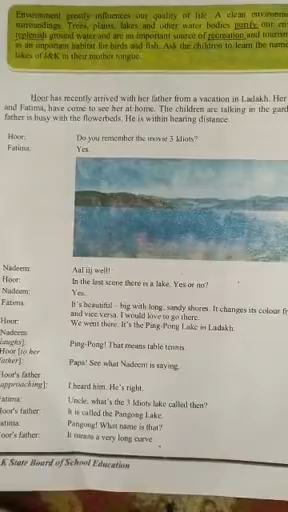 Environment greatly influences our quality of life. A clean environme
surroundings. Trees, plants, lakes and other water bodies purify our en
replenish ground water and are an important source of recreation and tourism
as an important habitat for birds and fish. Ask the children to learn the name
lakes of J&K in their mother tongue.
Hoor has recently arrived with her father from a vacation in Ladakh. Her
and Fatima, have come to see her at home. The children are talking in the gard
father is busy with the flowerbeds. He is within hearing distance.
Hoor: Do you remember the movie 3 Idiots?
Fatima: Yes.
Nadeem: Aal iij well!
Hoor: In the last scene there is a lake. Yes or no?
Nadeem: Yes.
Fatima: It's beautiful – big with long, sandy shores. It changes its colour fr
and vice versa. I would love to go there.
Hoor: We went there. It's the Ping-Pong Lake in Ladakh.
Nadeem
laughs]: Ping-Pong! That means table tennis.
Hoor [to her
father]: Papa! See what Nadeem is saying.
Hoor's father
approaching]: I heard him. He's right.
Fatima: Uncle, what's the 3 Idiots lake called then?
Hoor's father: It is called the Pangong Lake.
atima: Pangong! What name is that?
oor's father: It means a very long curve
K State Board of School Education